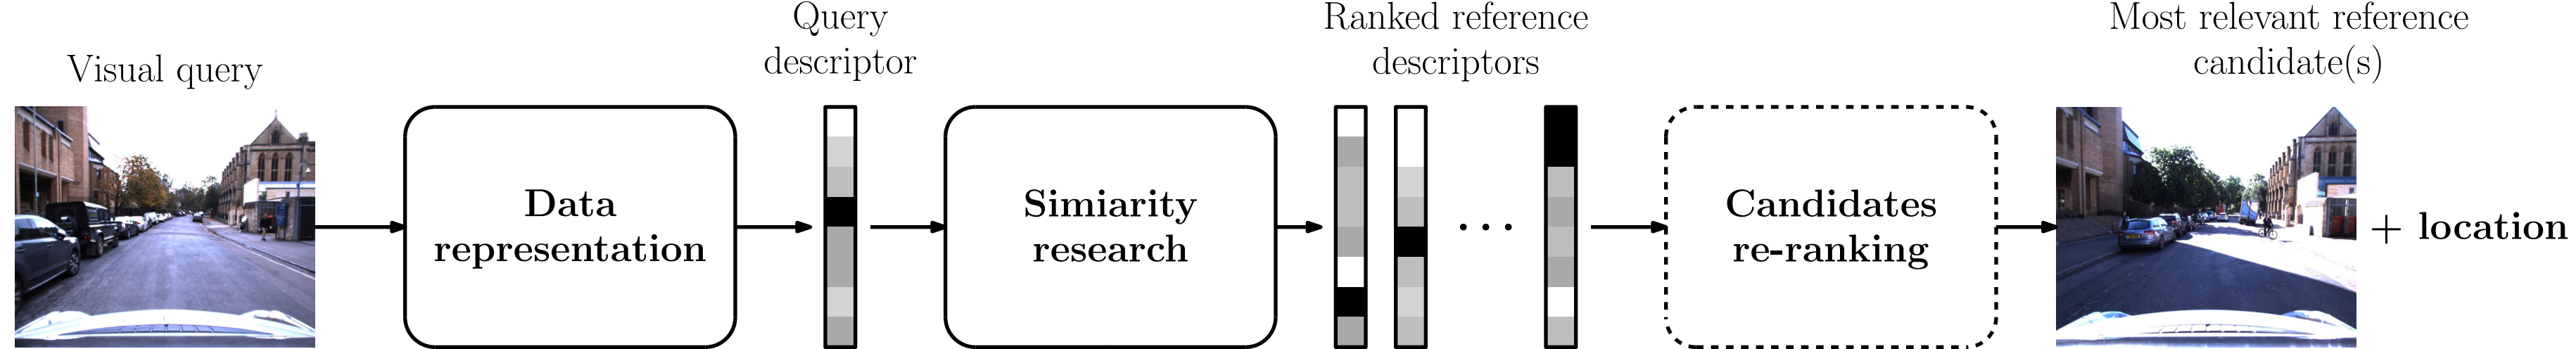 Visual query
Query
descriptor
Ranked reference
descriptors
Most relevant reference
candidate(s)
Data
representation
Simiarity
research
. . .
Candidates
re-ranking
+ location